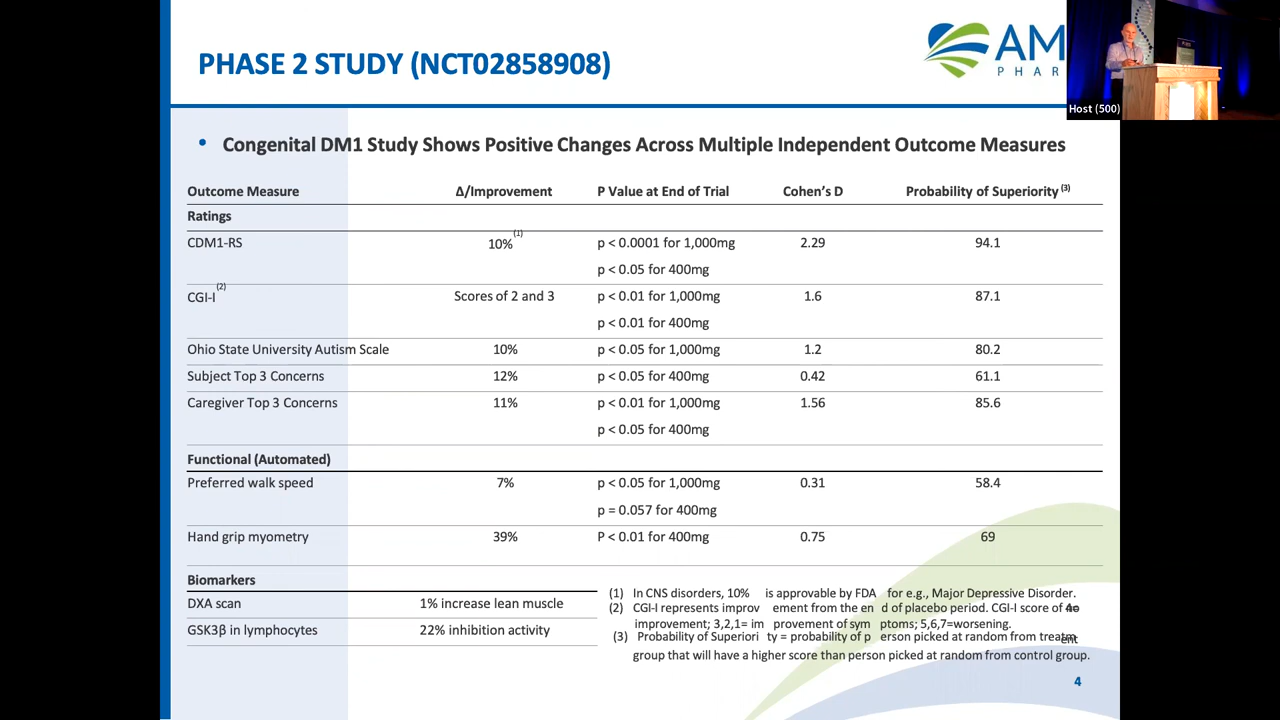 PHASE 2 STUDY (NCT02858908)
AM
PHAR
Host (500)
• Congenital DM1 Study Shows Positive Changes Across Multiple Independent Outcome Measures
Outcome Measure Δ/Improvement P Value at End of Trial Cohen's D Probability of Superiority (3)
Ratings
CDM1-RS 10%(1) p < 0.0001 for 1,000mg 2.29 94.1
p < 0.05 for 400mg
CGI-I(2) Scores of 2 and 3 p < 0.01 for 1,000mg 1.6 87.1
p < 0.01 for 400mg
Ohio State University Autism Scale 10% p < 0.05 for 1,000mg 1.2 80.2
Subject Top 3 Concerns 12% p < 0.05 for 400mg 0.42 61.1
Caregiver Top 3 Concerns 11% p < 0.01 for 1,000mg 1.56 85.6
p < 0.05 for 400mg
Functional (Automated)
Preferred walk speed 7% p < 0.05 for 1,000mg 0.31 58.4
p = 0.057 for 400mg
Hand grip myometry 39% P < 0.01 for 400mg 0.75 69
Biomarkers
DXA scan 1% increase lean muscle
GSK3β in lymphocytes 22% inhibition activity
(1) In CNS disorders, 10% is approvable by FDA for e.g., Major Depressive Disorder.
(2) CGI-I represents improv ement from the en d of placebo period. CGI-I score of
improvement; 3,2,1= im provement of sym ptoms; 5,6,7=worsening.
(3) Probability of Superiori ty = probability of p erson picked at random from treatm ent
group that will have a higher score than person picked at random from control group.
4